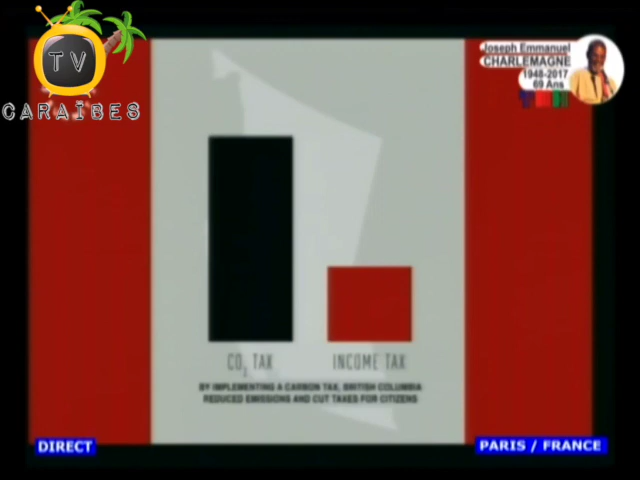 TV
CARAÏBES
Joseph Emmanuel
CHARLEMAGNE
1948-2017
69 Ans
CO2 TAX
INCOME TAX
BY IMPLEMENTING A CARBON TAX, BRITISH COLUMBIA
REDUCED EMISSIONS AND CUT TAXES FOR CITIZENS
DIRECT
PARIS / FRANCE